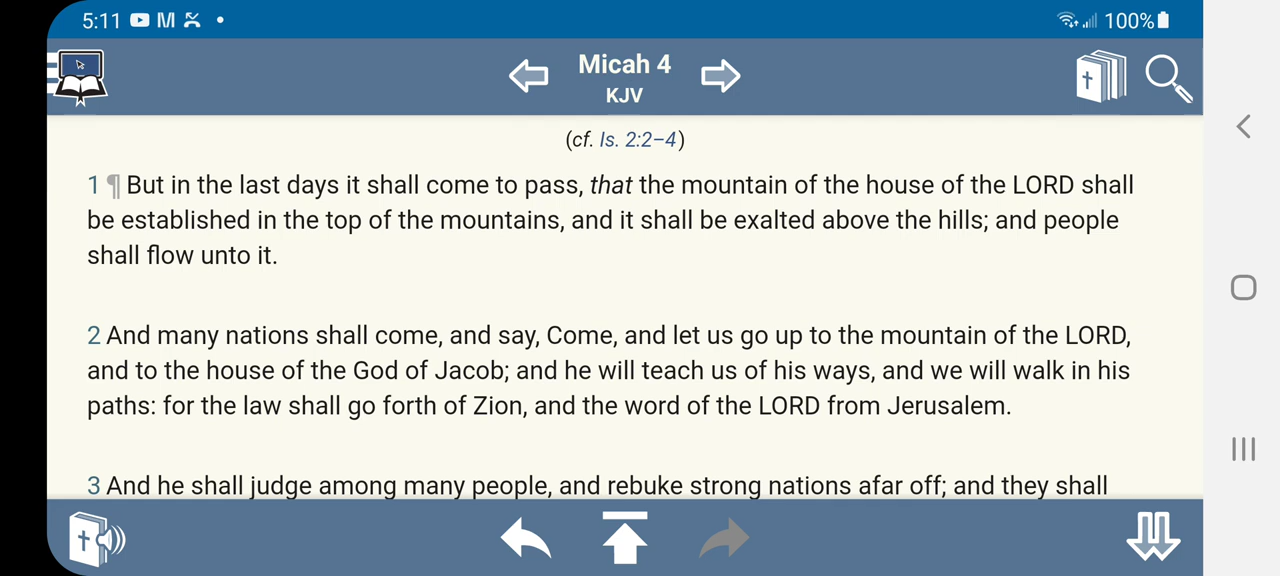 5:11 M 100%
Micah 4
KJV
(cf. Is. 2:2–4)
1 ¶ But in the last days it shall come to pass, that the mountain of the house of the LORD shall
be established in the top of the mountains, and it shall be exalted above the hills; and people
shall flow unto it.
2 And many nations shall come, and say, Come, and let us go up to the mountain of the LORD,
and to the house of the God of Jacob; and he will teach us of his ways, and we will walk in his
paths: for the law shall go forth of Zion, and the word of the LORD from Jerusalem.
3 And he shall judge among many people, and rebuke strong nations afar off; and they shall